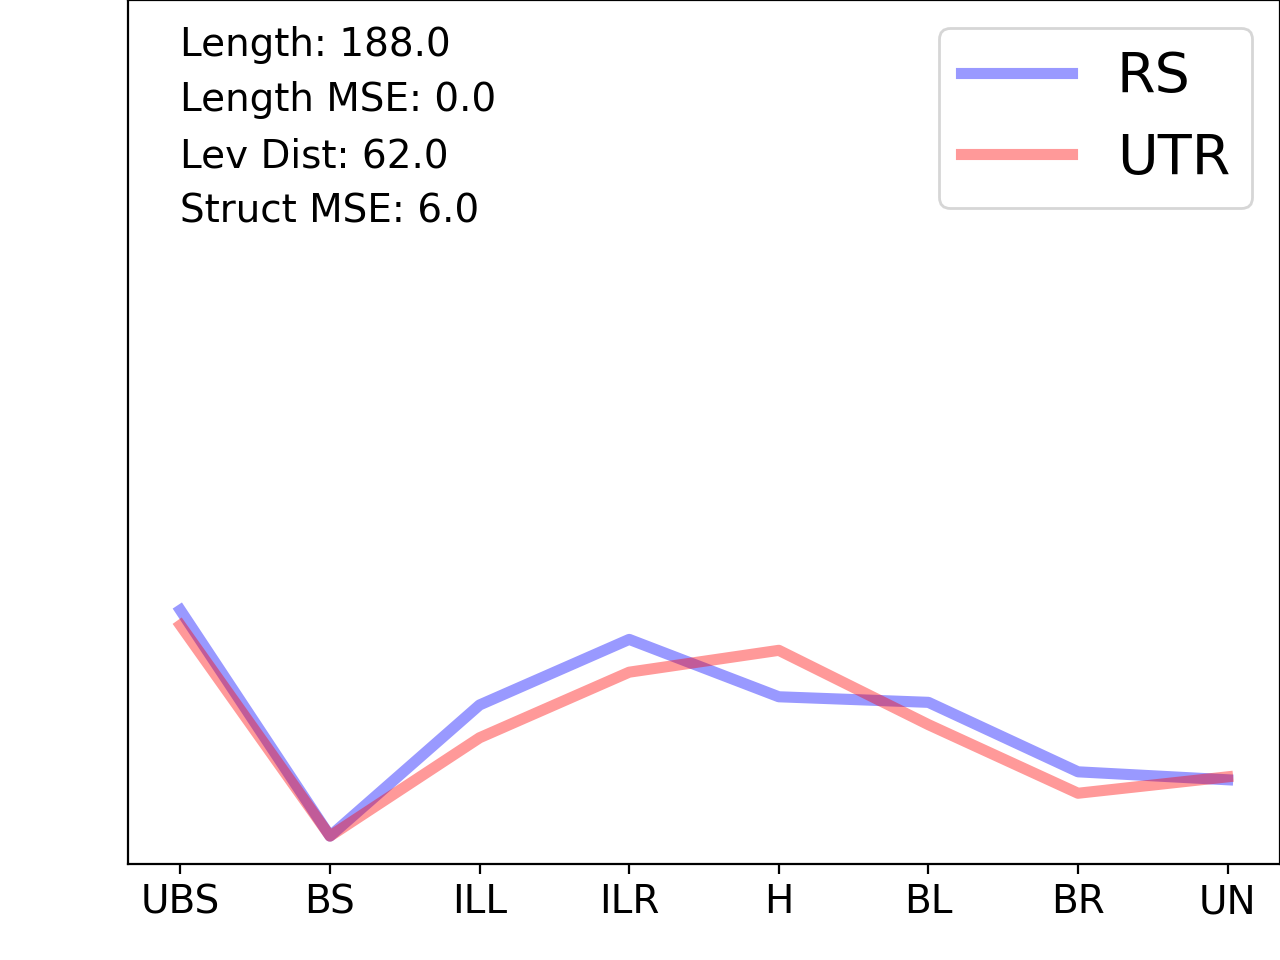 Length: 188.0
Length MSE: 0.0
Lev Dist: 62.0
Struct MSE: 6.0
RS
UTR
UBS BS ILL ILR H BL BR UN